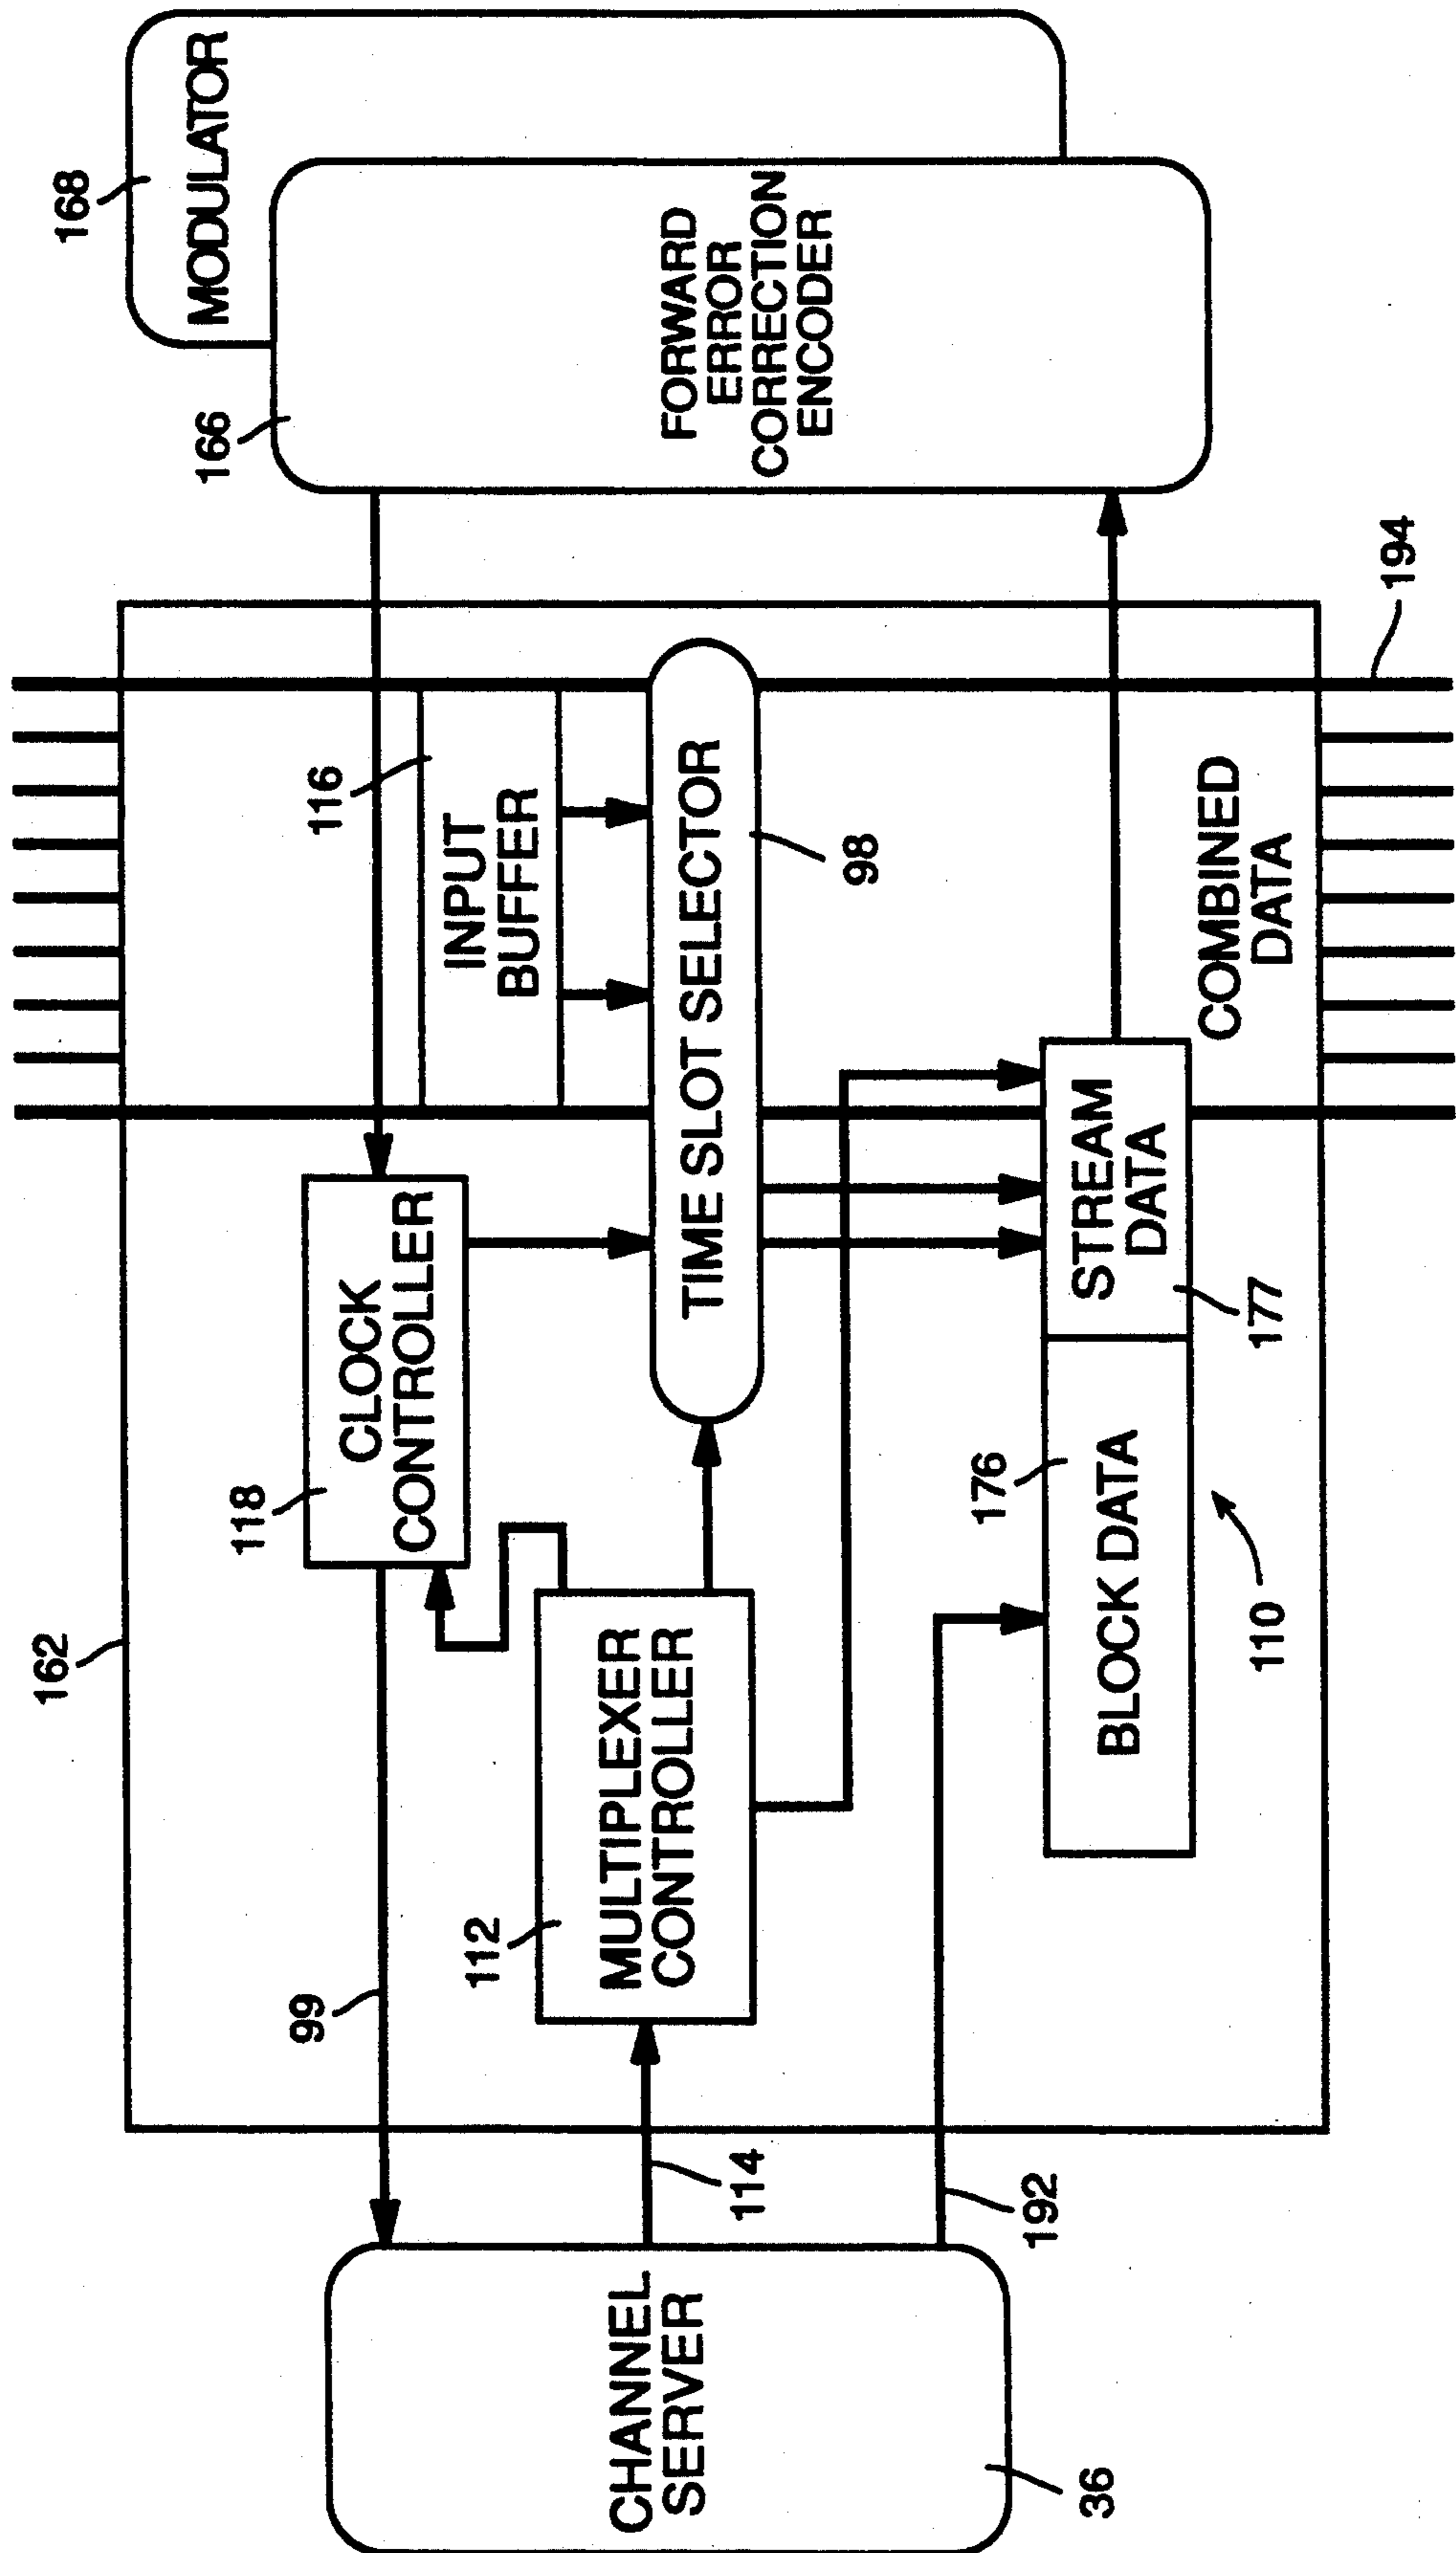 168
MODULATOR
166
FORWARD
ERROR
CORRECTION
ENCODER
194
116
INPUT
BUFFER
TIME SLOT SELECTOR
98
COMBINED
DATA
118
CLOCK
CONTROLLER
STREAM
DATA
177
176
BLOCK DATA
110
162
112
MULTIPLEXER
CONTROLLER
99
114
192
CHANNEL
SERVER
36